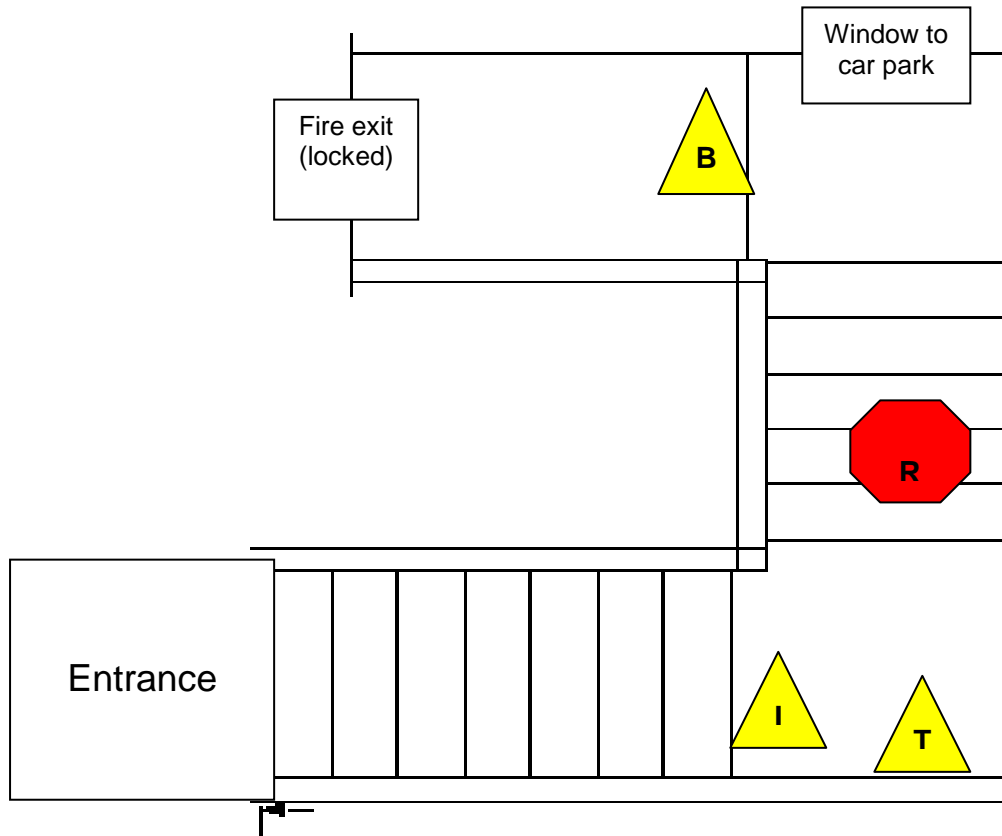 Window to
car park
Fire exit
(locked)
B
R
Entrance
I
T